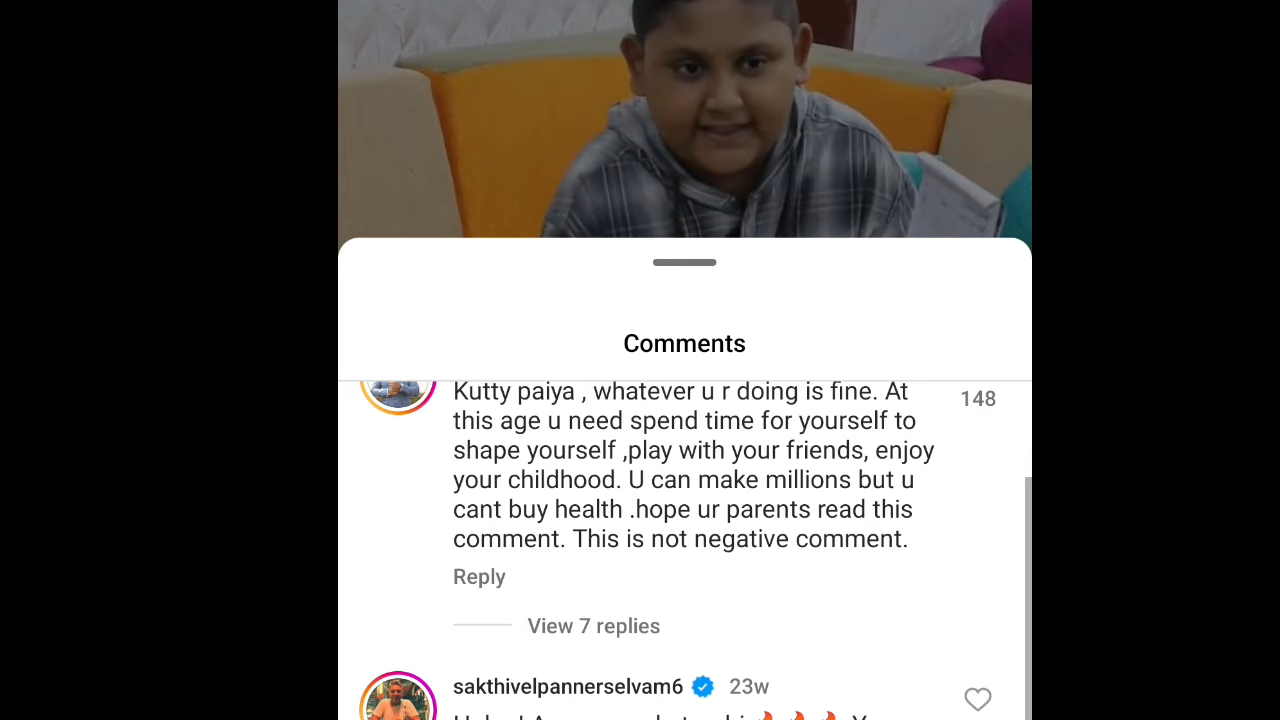 Comments
Kutty paiya , whatever u r doing is fine. At
148
this age u need spend time for yourself to
shape yourself ,play with your friends, enjoy
your childhood. U can make millions but u
cant buy health .hope ur parents read this
comment. This is not negative comment.
Reply
View 7 replies
sakthivelpannerselvam6 23w